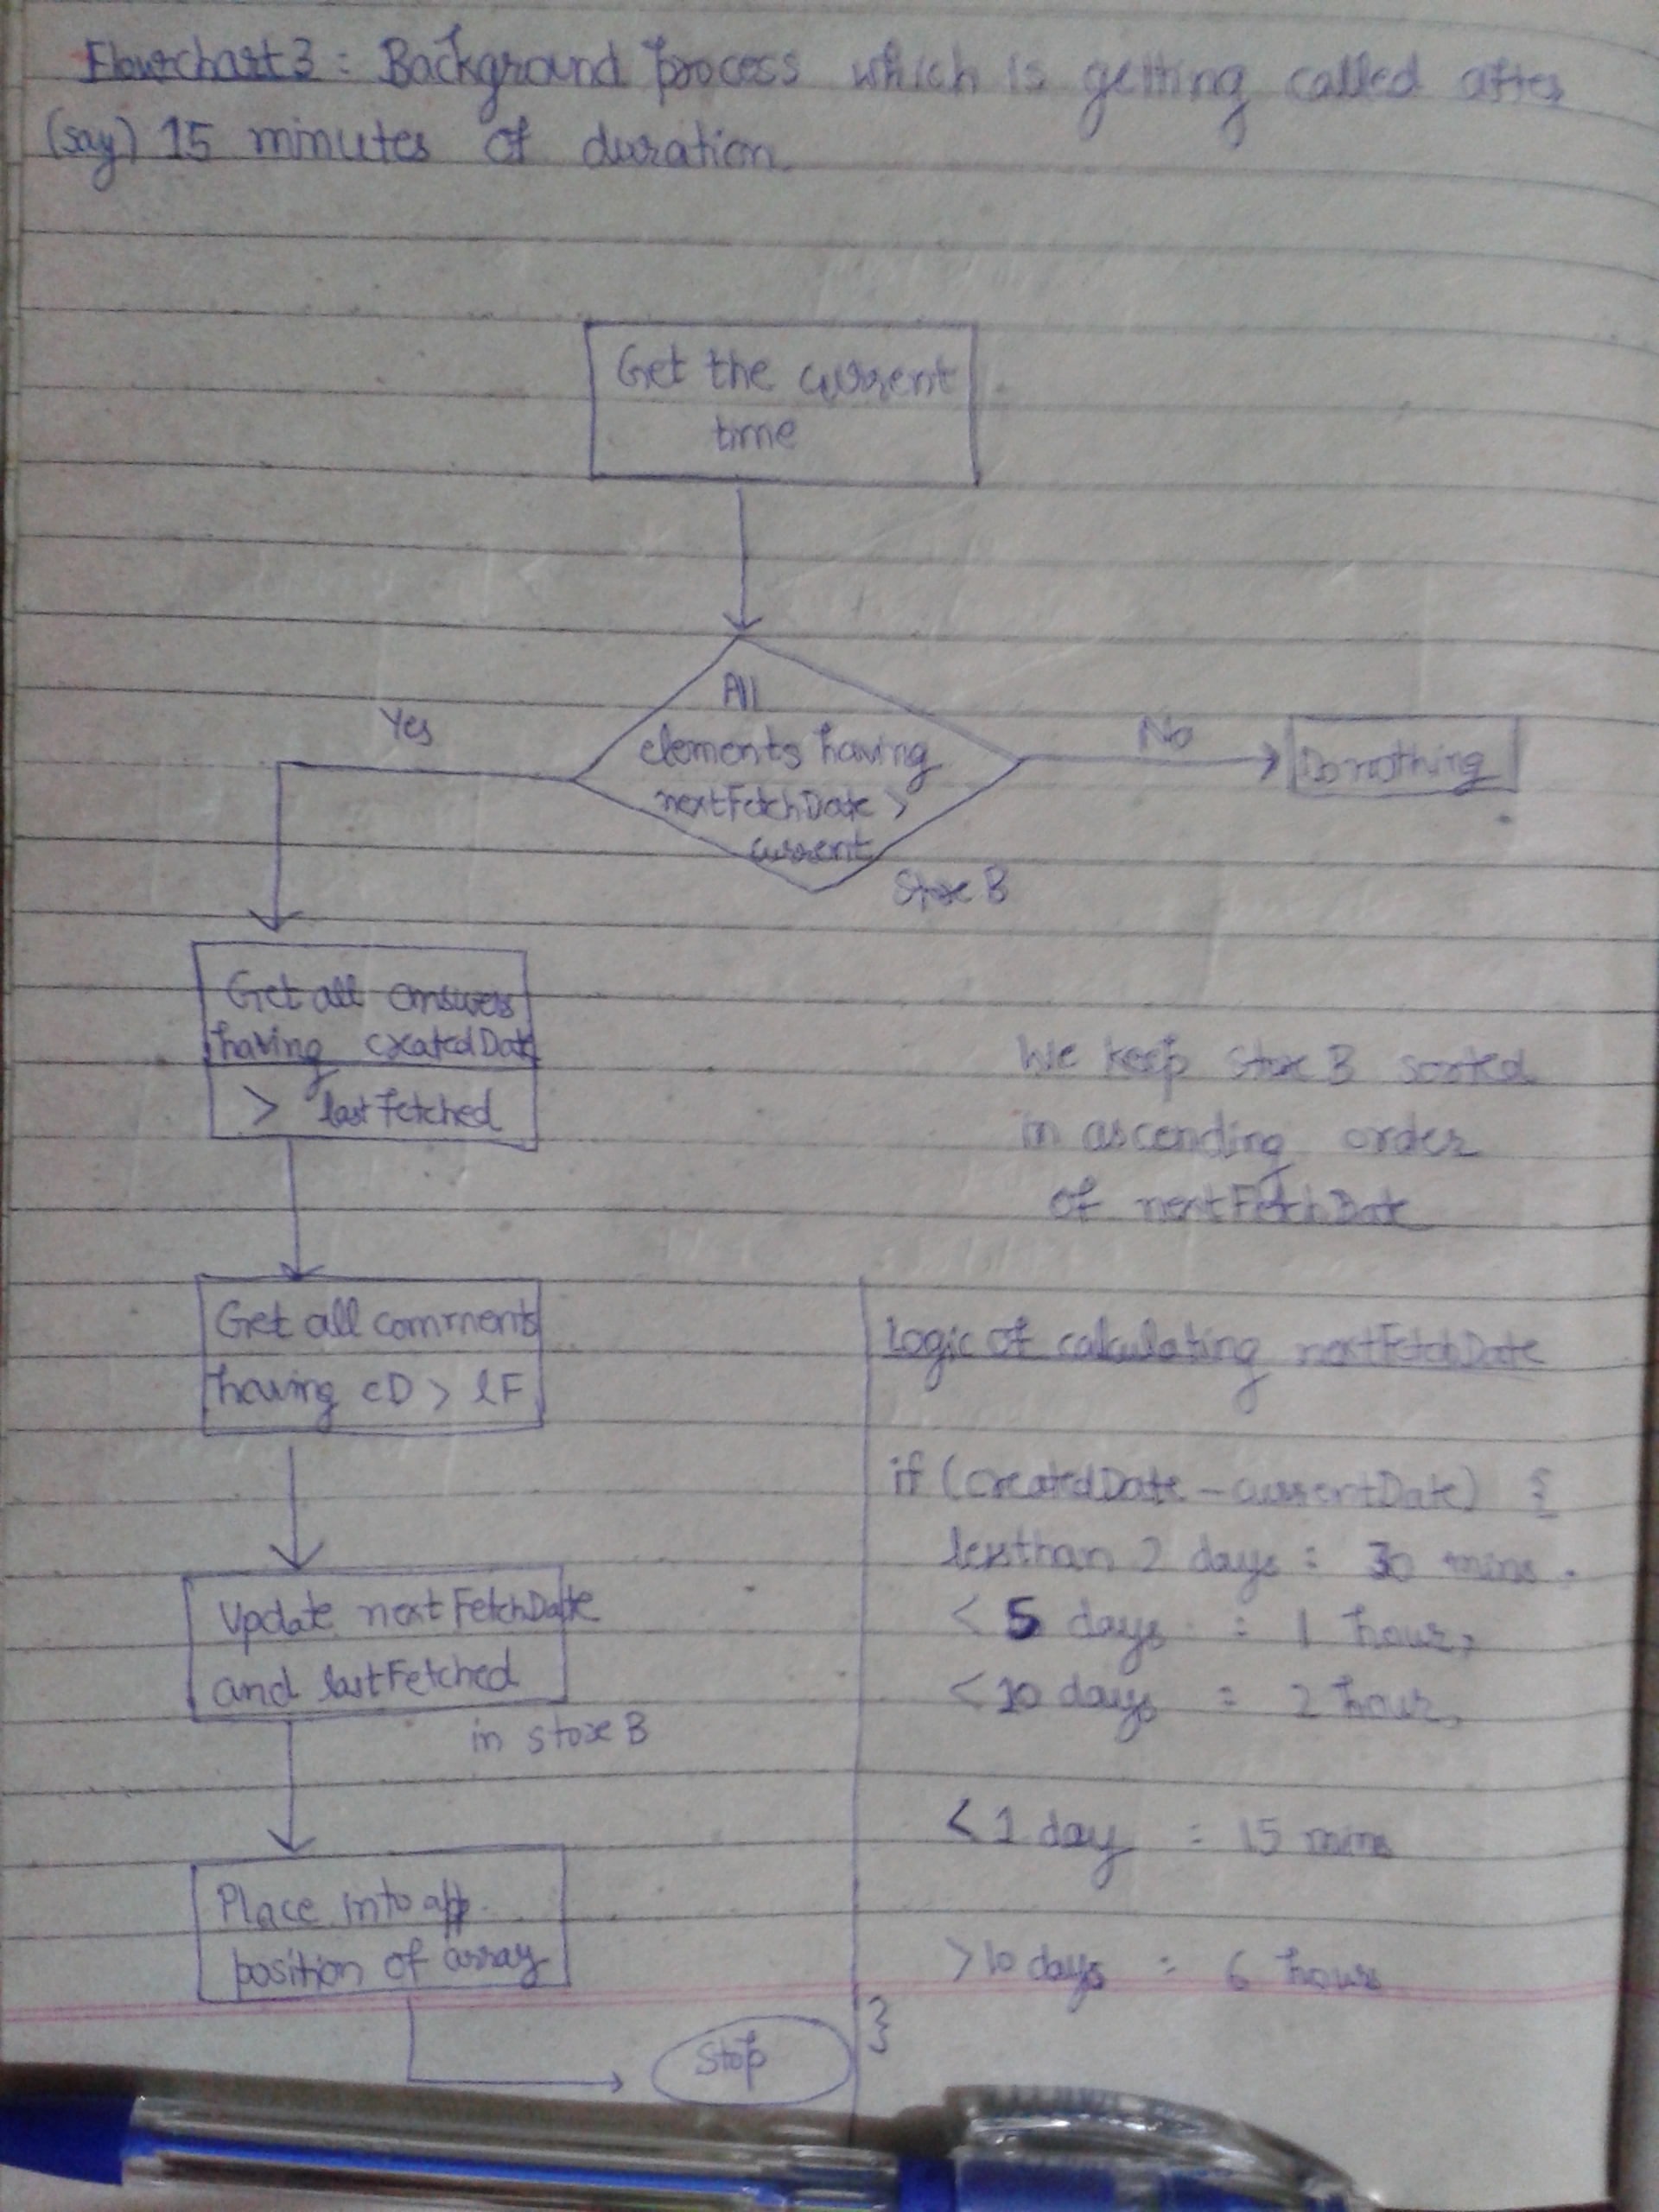 Flowchart 3 : Background process which is getting called after
(say) 15 minutes of duration
Get the current
time
All
elements having
nextFetchDate >
current
Store B
Yes
No
Do nothing
Get all answers
having createdDate
> lastFetched
We keep Store B sorted
in ascending order
of nextFetchDate
Get all comments
having cD > lF
Update nextFetchDate
and lastFetched
in store B
Place into app.
position of array
Stop
Logic of calculating nextFetchDate
if (createdDate - currentDate) {
less than 2 days = 30 mins.
< 5 days = 1 hour,
< 10 days = 2 hour,
< 1 day = 15 mins
> 10 days = 6 hours
}